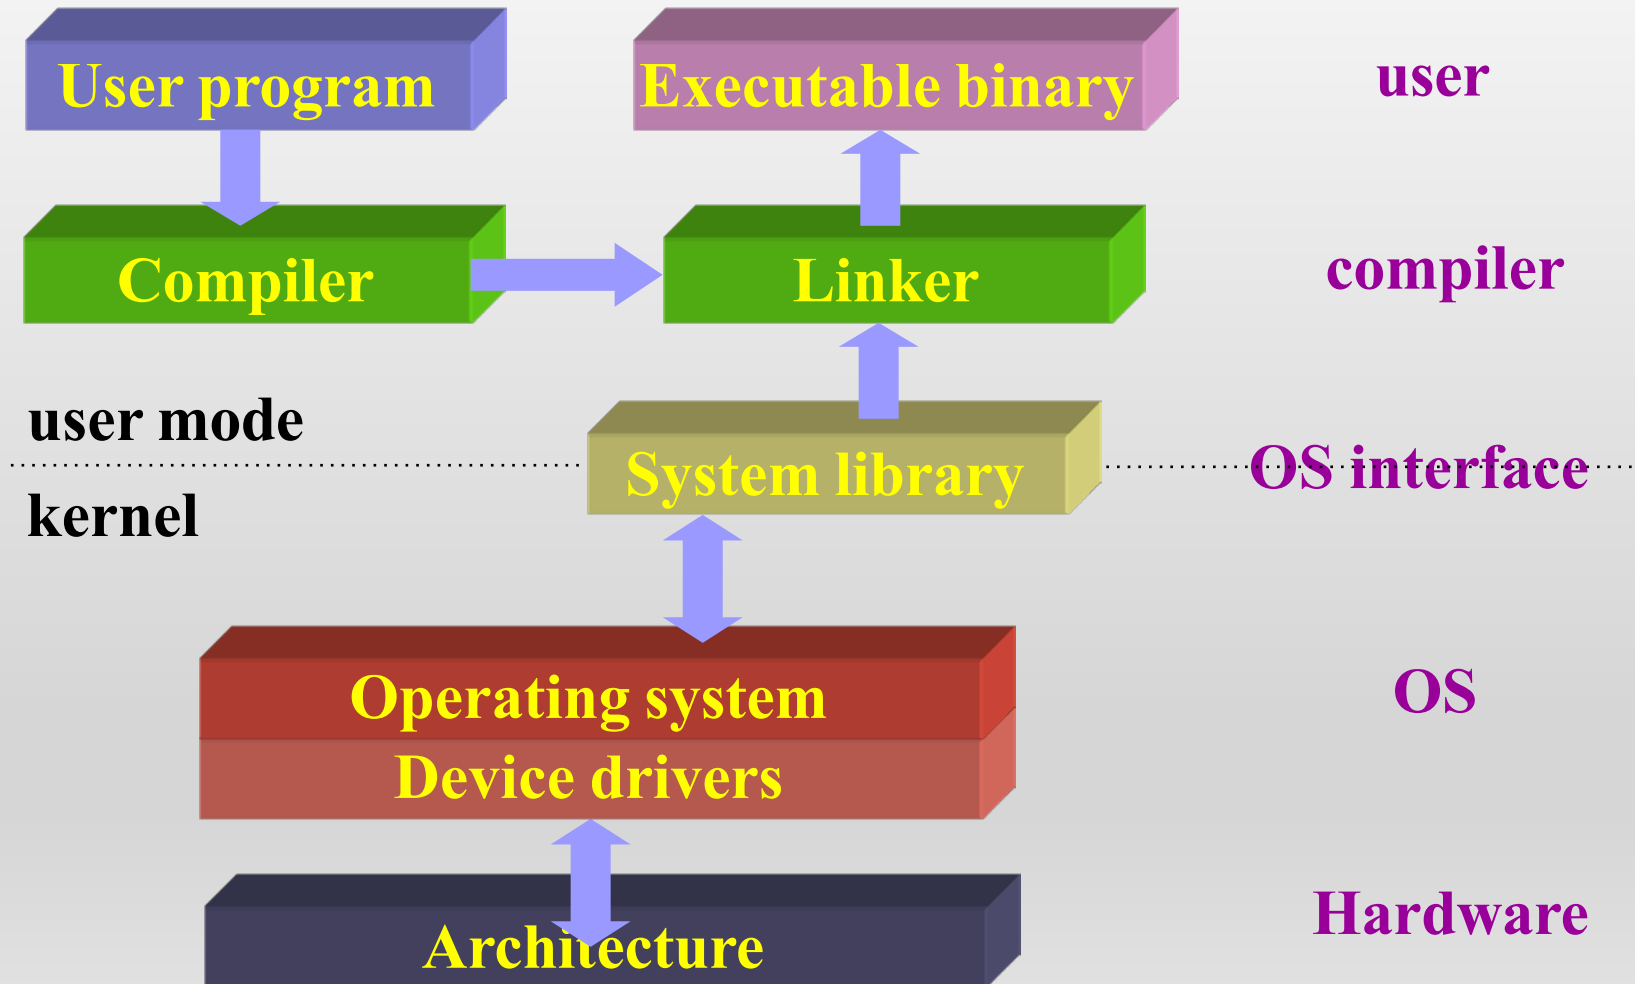 User program
Executable binary
user
Compiler
Linker
compiler
user mode
System library
OS interface
kernel
Operating system
OS
Device drivers
Architecture
Hardware